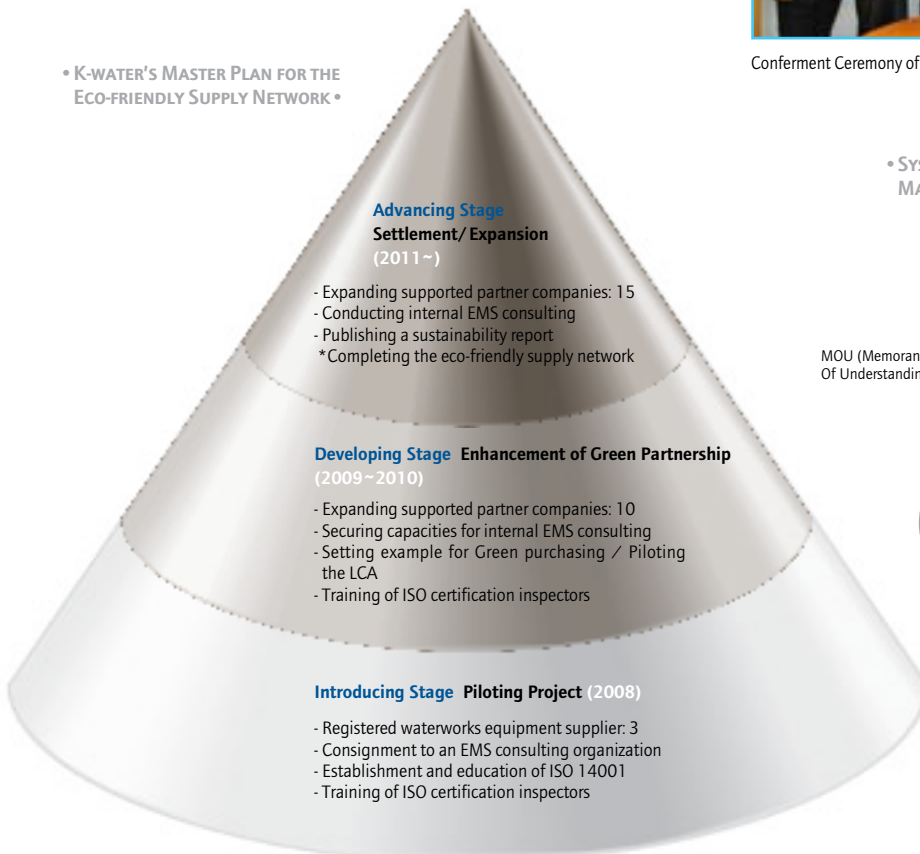 Conferment Ceremony of
• K-WATER'S MASTER PLAN FOR THE
ECO-FRIENDLY SUPPLY NETWORK •
Advancing Stage
Settlement/ Expansion
(2011~)
- Expanding supported partner companies: 15
- Conducting internal EMS consulting
- Publishing a sustainability report
*Completing the eco-friendly supply network
Of Understanding
Developing Stage Enhancement of Green Partnership
(2009~2010)
- Expanding supported partner companies: 10
- Securing capacities for internal EMS consulting
- Setting example for Green purchasing / Piloting
the LCA
- Training of ISO certification inspectors
Introducing Stage Piloting Project (2008)
- Registered waterworks equipment supplier: 3
- Consignment to an EMS consulting organization
- Establishment and education of ISO 14001
- Training of ISO certification inspectors